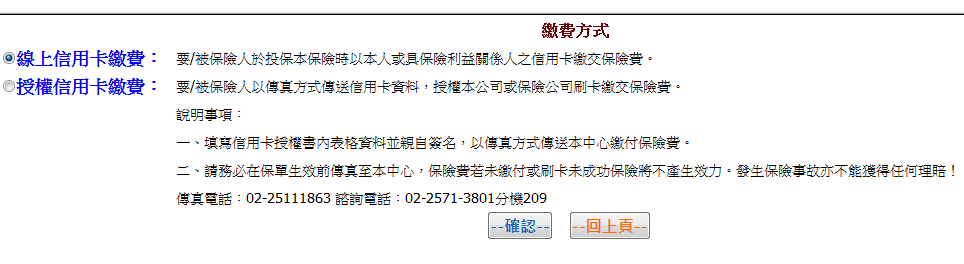 繳費方式
線上信用卡繳費： 要/被保險人於投保本保險時以本人或具保險利益關係人之信用卡繳交保險費。
授權信用卡繳費： 要/被保險人以傳真方式傳送信用卡資料，授權本公司或保險公司刷卡繳交保險費。
說明事項：
一、填寫信用卡授權書內表格資料並親自簽名，以傳真方式傳送本中心繳付保險費。
二、請務必在保單生效前傳真至本中心，保險費若未繳付或刷卡未成功保險將不產生效力。發生保險事故亦不能獲得任何理賠！
傳真電話：02-25111863 諮詢電話：02-2571-3801分機209
--確認-- --回上頁--